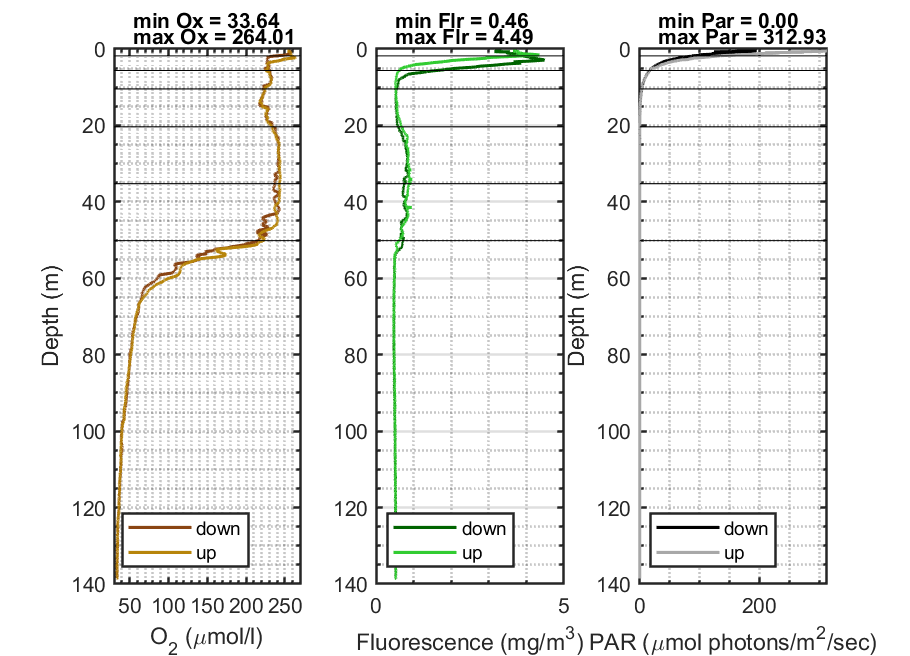 min Ox = 33.64
max Ox = 264.01
0
20
40
60
80
100
120
140
50 100 150 200 250
Depth (m)
O2 (μmol/l)
down
up
min Flr = 0.46
max Flr = 4.49
0
20
40
60
80
100
120
140
0 5
Fluorescence (mg/m³)
down
up
min Par = 0.00
max Par = 312.93
0
20
40
60
80
100
120
140
0 200
Depth (m)
PAR (μmol photons/m²/sec)
down
up